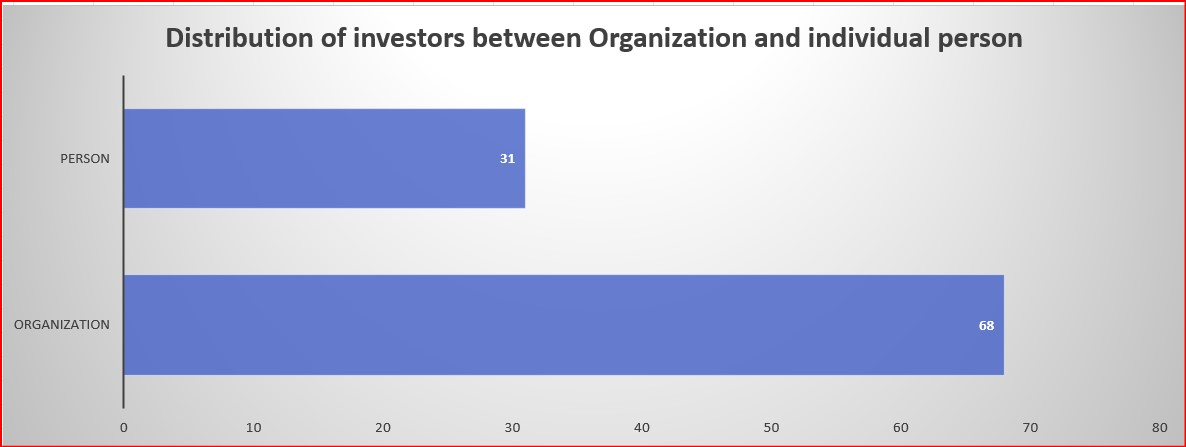 Distribution of investors between Organization and individual person
PERSON
31
ORGANIZATION
68
0 10 20 30 40 50 60 70 80